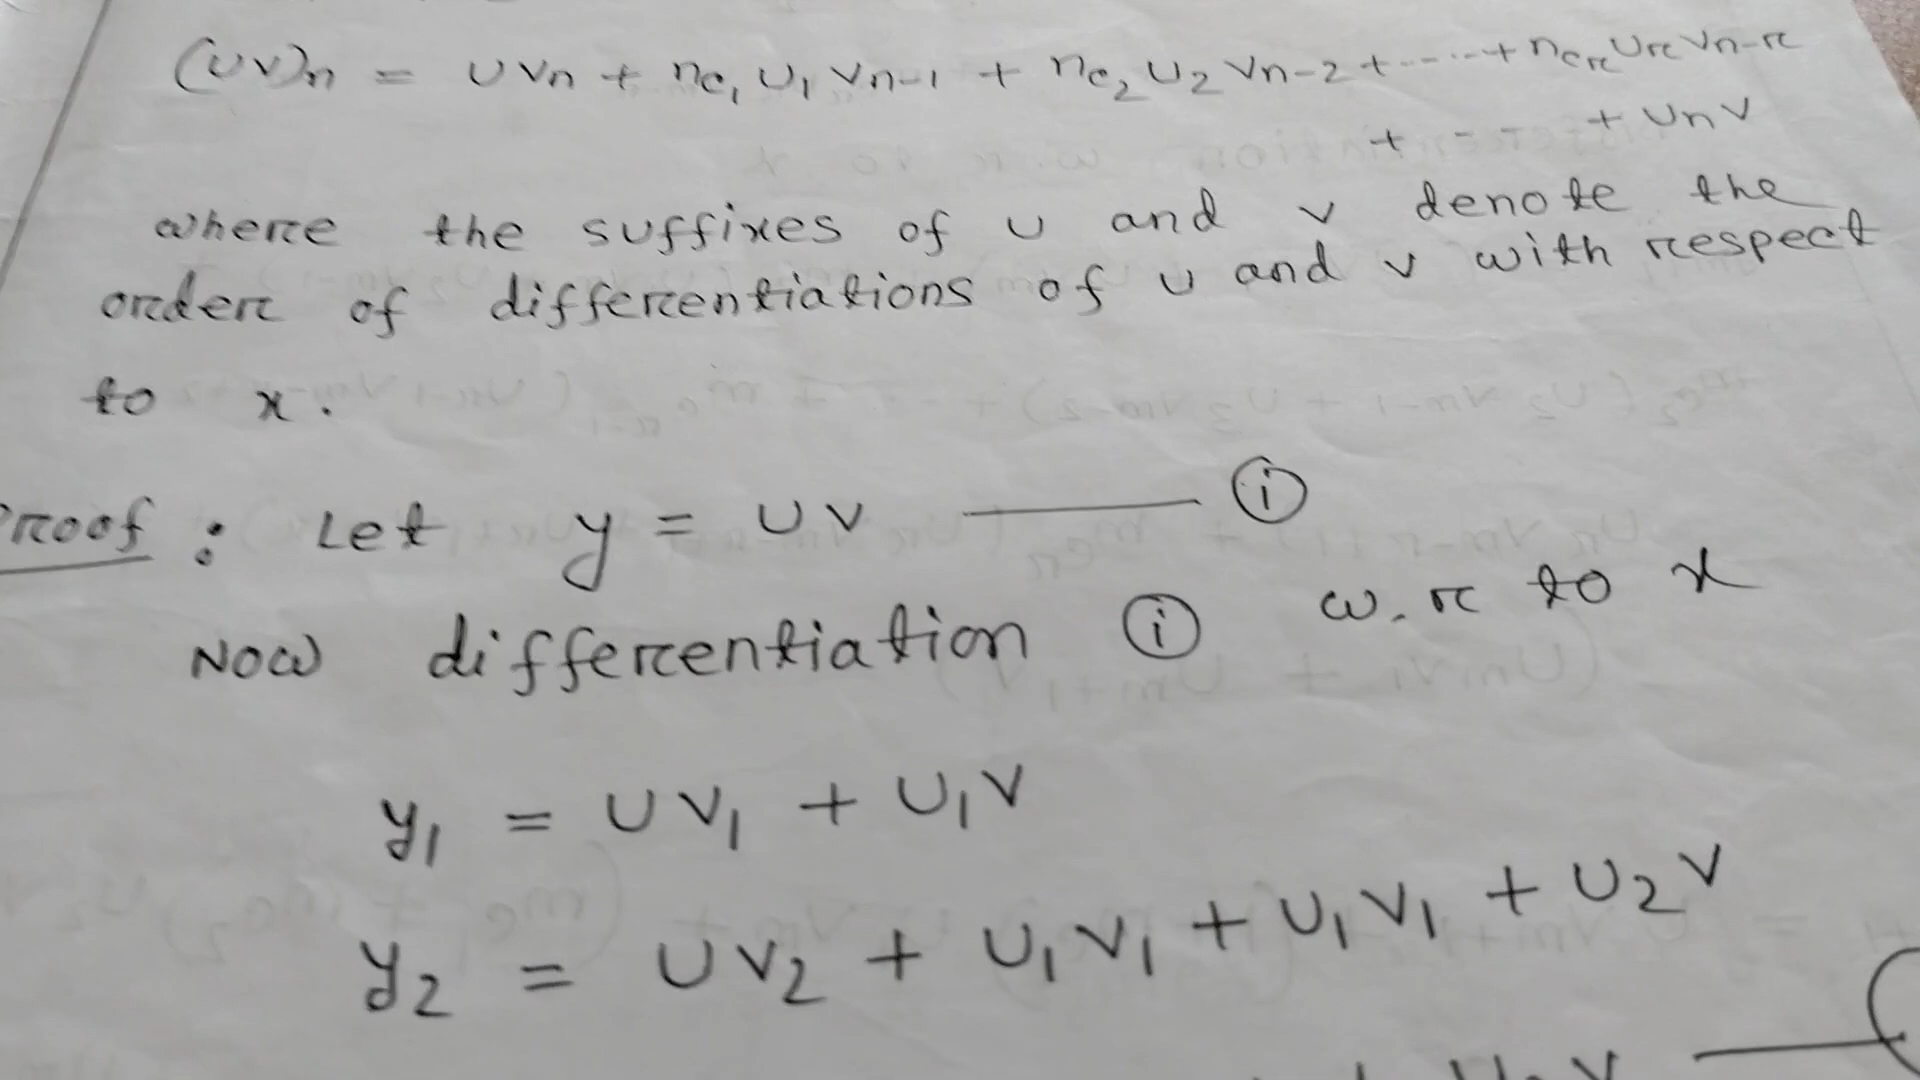 (UV)n = UVn + nc₁ U₁ Vn-1 + nc₂ U₂ Vn-2 + ----- + ncr Ur Vn-r
+ - - + UnV
where the suffixes of U and V denote the
order of differentiations of U and V with respect
to x.
Proof : Let y = UV —— (i)
Now differentiation (i) w.r to x
y₁ = UV₁ + U₁V
y₂ = UV₂ + U₁V₁ + U₁V₁ + U₂V